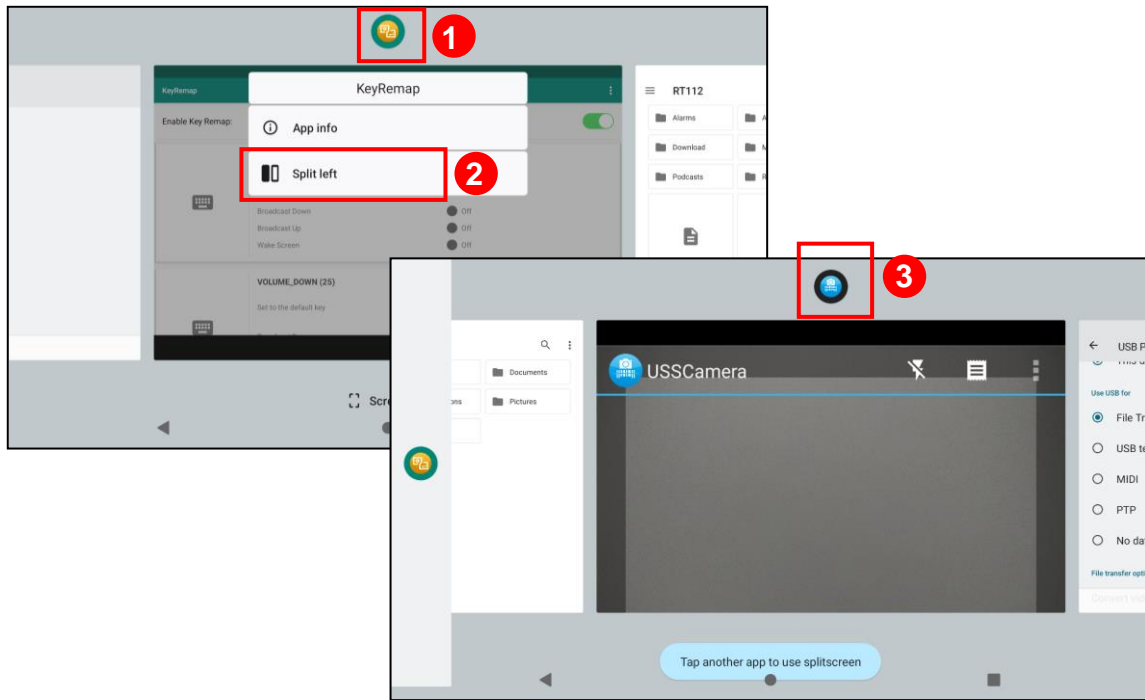 1
KeyRemap
KeyRemap
RT112
Enable Key Remap:
App info
Alarms
Download
Split left
2
Podcasts
Broadcast Down
Off
Broadcast Up
Off
Wake Screen
Off
VOLUME_DOWN (25)
Set to the default key
3
USB P
Documents
USSCamera
Use USB for
Pictures
File Tr
USB te
MIDI
PTP
No da
File transfer opti
Tap another app to use splitscreen